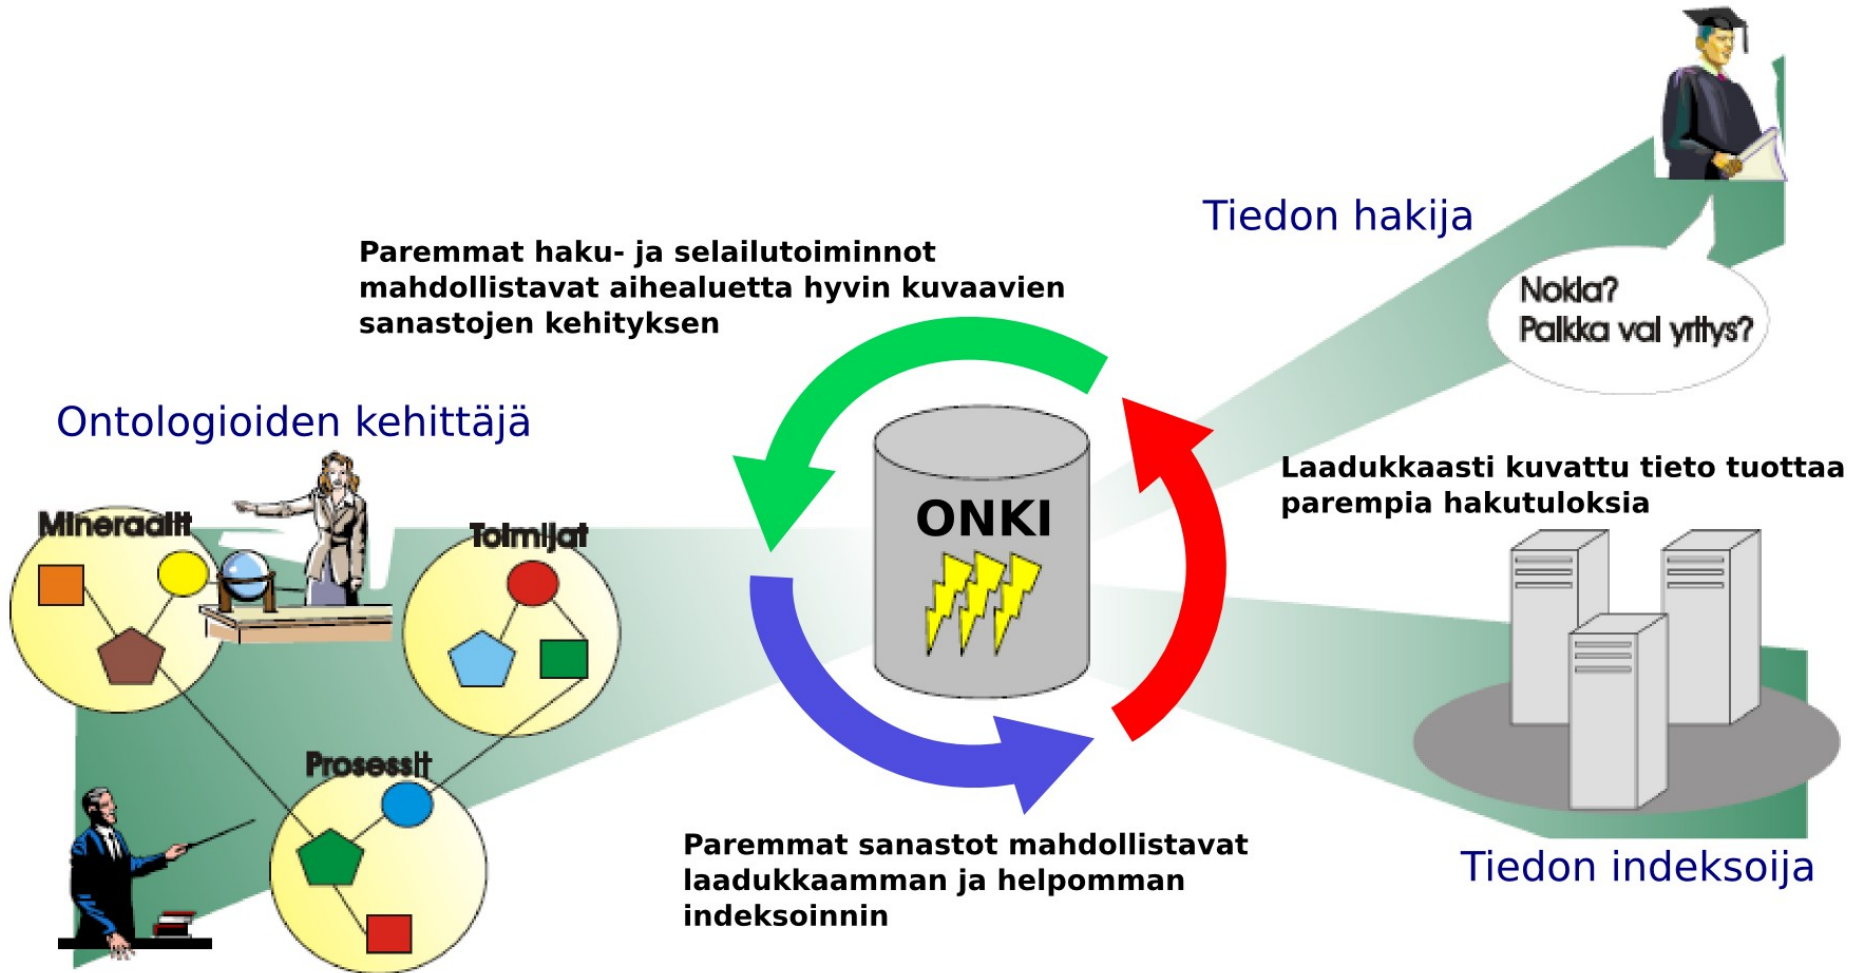 Tiedon hakija
Nokia?
Paikka vai yritys?
Paremmat haku- ja selailutoiminnot
mahdollistavat aihealuetta hyvin kuvaavien
sanastojen kehityksen
Ontologioiden kehittäjä
Mineraalit
Toimijat
Prosessit
ONKI
Laadukkaasti kuvattu tieto tuottaa
parempia hakutuloksia
Paremmat sanastot mahdollistavat
laadukkaamman ja helpomman
indeksoinnin
Tiedon indeksoija